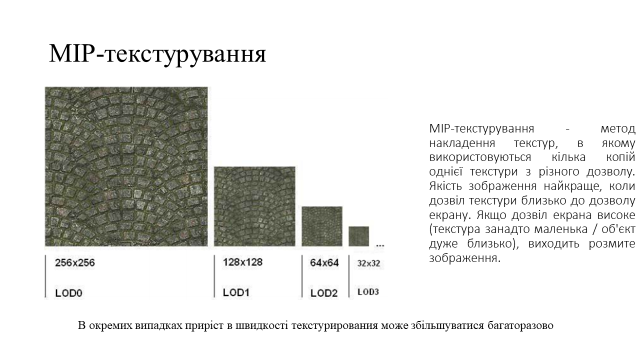 МІР-текстурування
МІР-текстурування - метод
накладення текстур, в якому
використовуються кілька копій
однієї текстури з різного дозволу.
Якість зображення найкраще, коли
дозвіл текстури близько до дозволу
екрану. Якщо дозвіл екрана високе
(текстура занадто маленька / об'єкт
дуже близько), виходить розмите
зображення.
256x256
128x128
64x64
32x32
...
LOD0
LOD1
LOD2
LOD3
В окремих випадках приріст в швидкості текстурирования може збільшуватися багаторазово